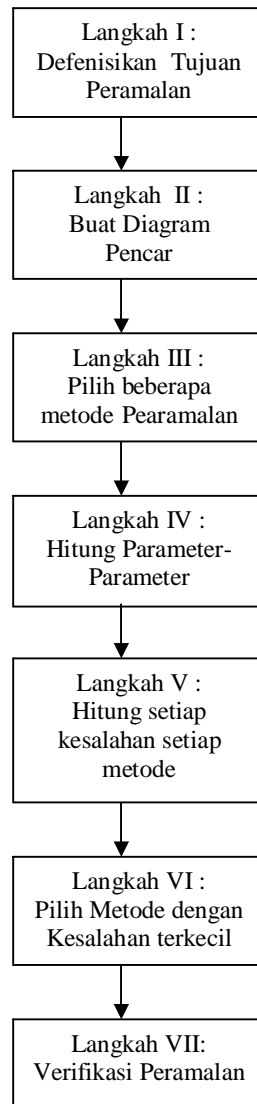 Langkah I :
Defenisikan Tujuan
Peramalan
Langkah II :
Buat Diagram
Pencar
Langkah III :
Pilih beberapa
metode Pearamalan
Langkah IV :
Hitung Parameter-
Parameter
Langkah V :
Hitung setiap
kesalahan setiap
metode
Langkah VI :
Pilih Metode dengan
Kesalahan terkecil
Langkah VII:
Verifikasi Peramalan